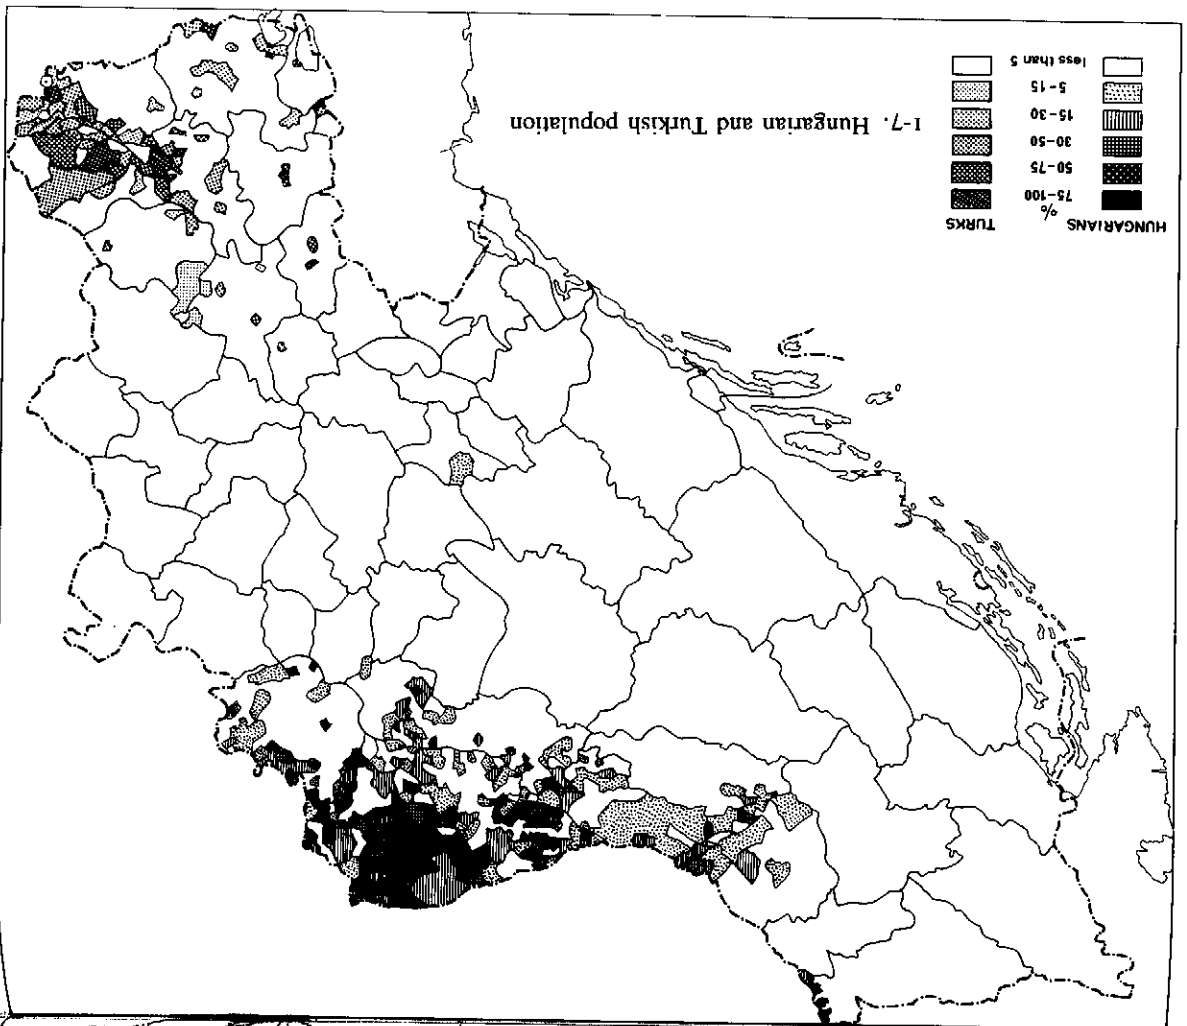 HUNGARIANS % TURKS
75-100
50-75
30-50
15-30
5-15
less than 5
1-7. Hungarian and Turkish population